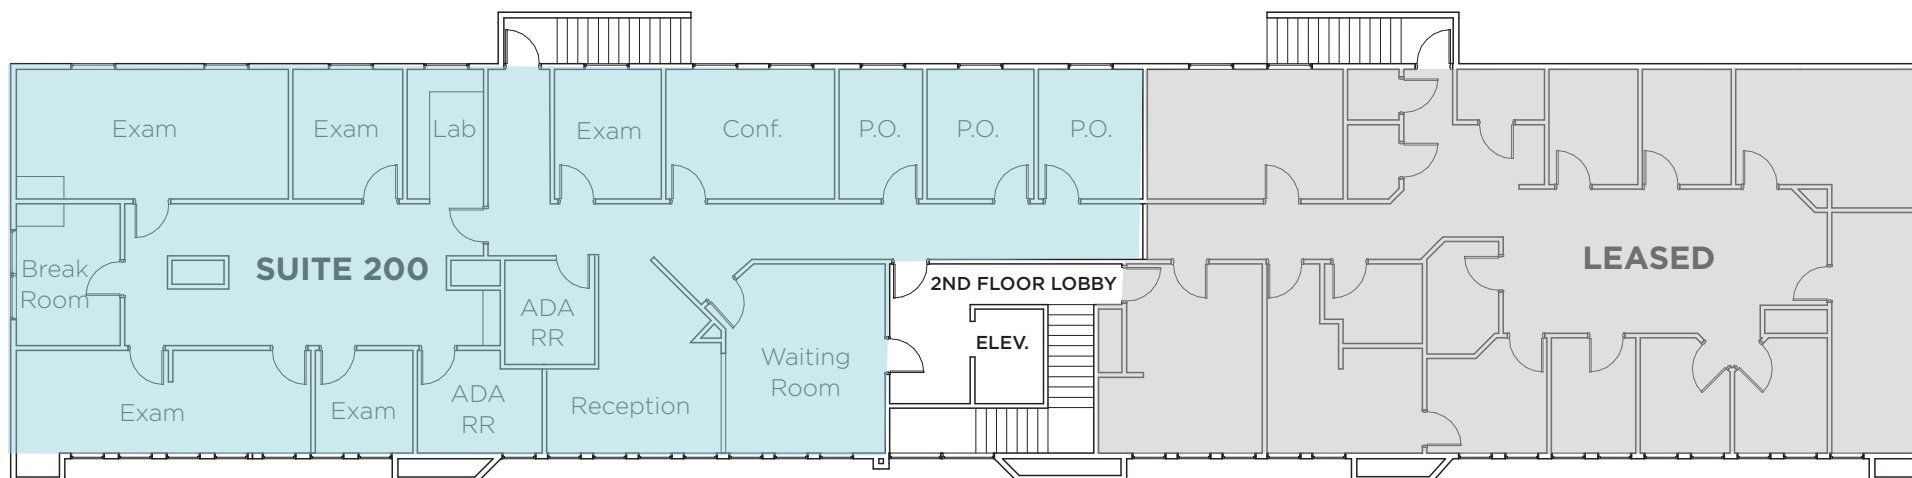 Exam
Exam
Lab
Exam
Conf.
P.O.
P.O.
P.O.
Break
Room
SUITE 200
ADA
RR
2ND FLOOR LOBBY
LEASED
ELEV.
Waiting
Room
Exam
Exam
ADA
RR
Reception